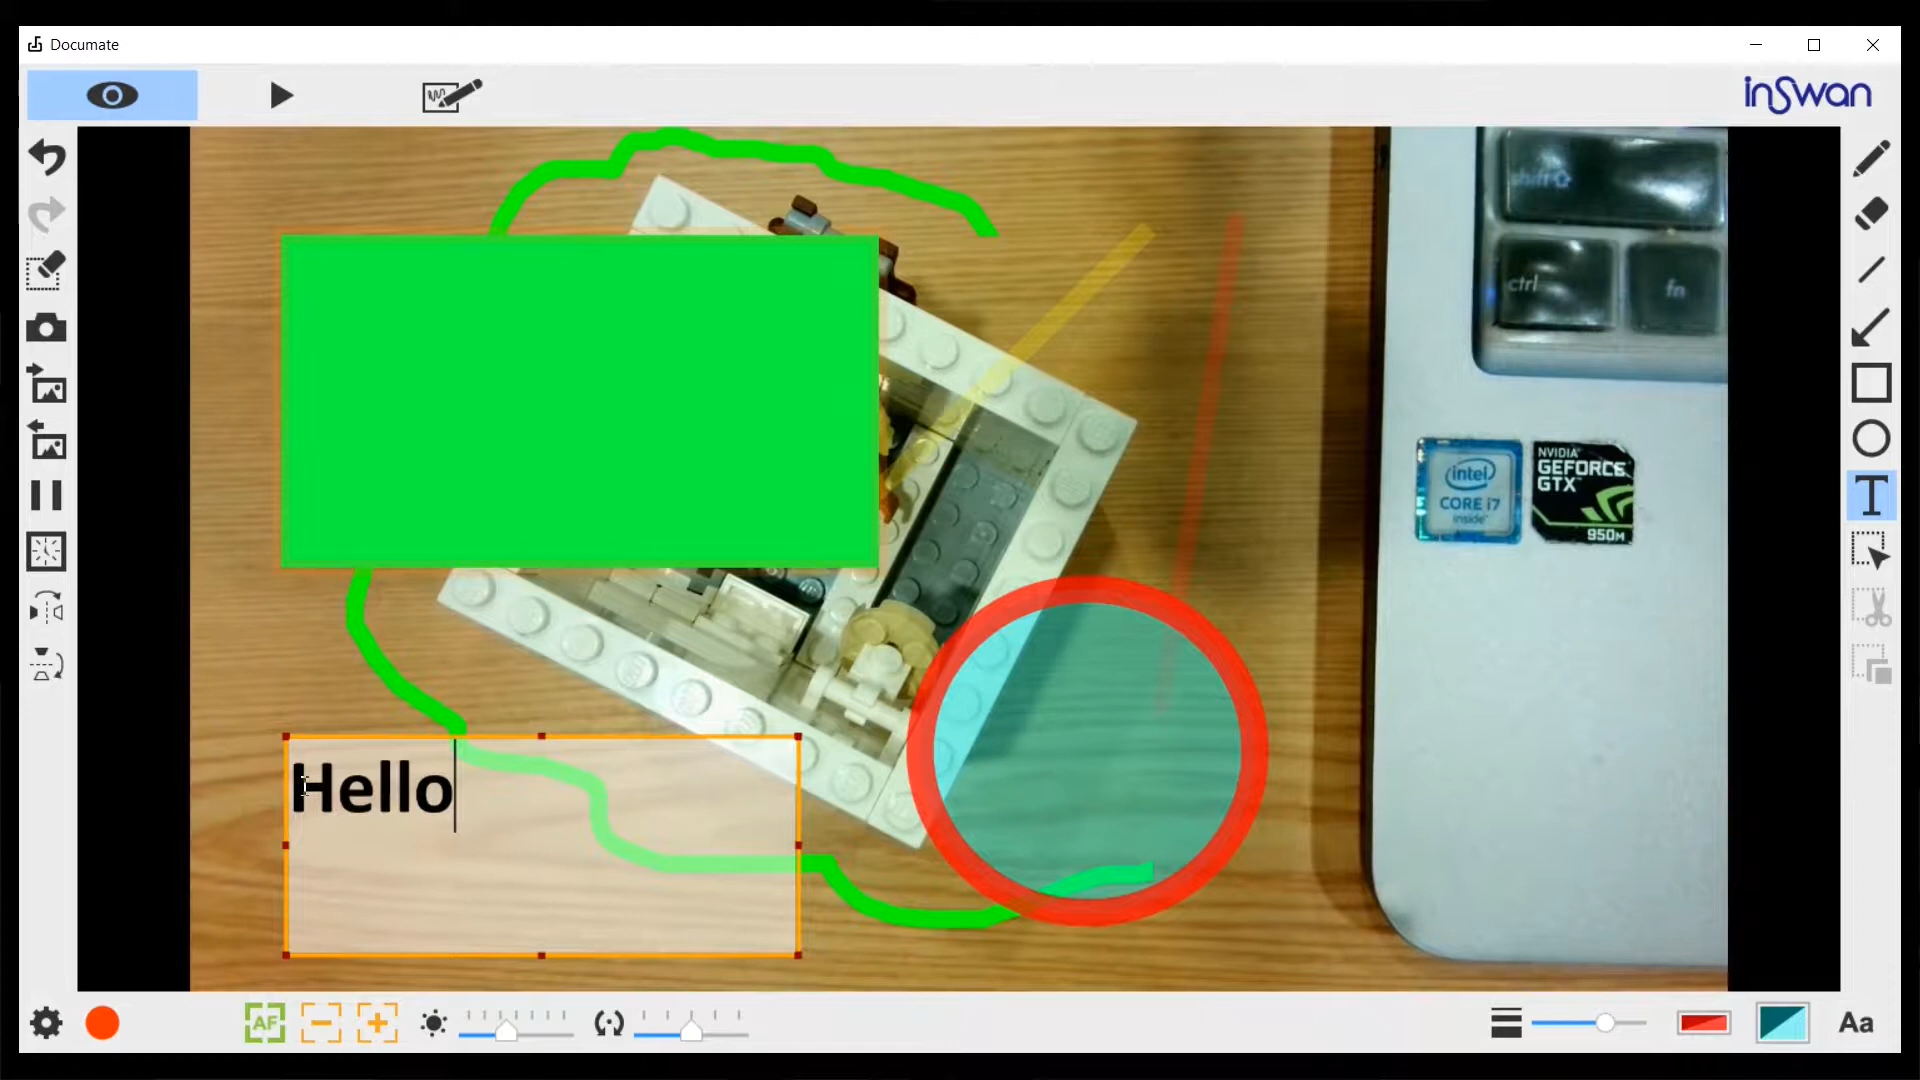 Documate
inSwan
shift
ctrl
fn
intel
CORE i7
inside
NVIDIA
GEFORCE
GTX
950M
Hello
AF
Aa
T